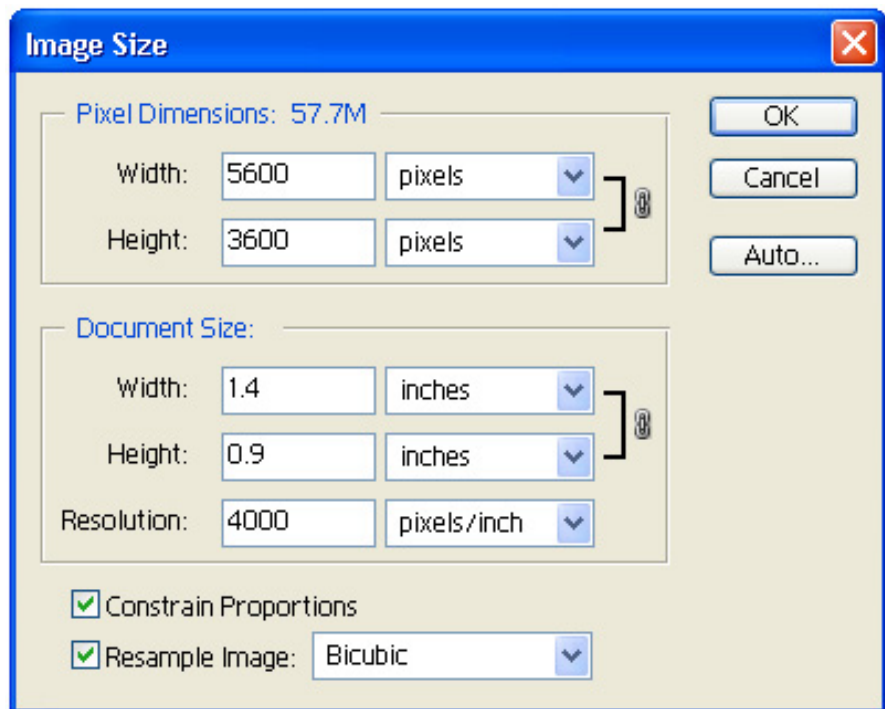 Image Size
Pixel Dimensions: 57.7M
OK
Width: 5600 pixels
Cancel
Height: 3600 pixels
Auto...
Document Size:
Width: 1.4 inches
Height: 0.9 inches
Resolution: 4000 pixels/inch
Constrain Proportions
Resample Image: Bicubic